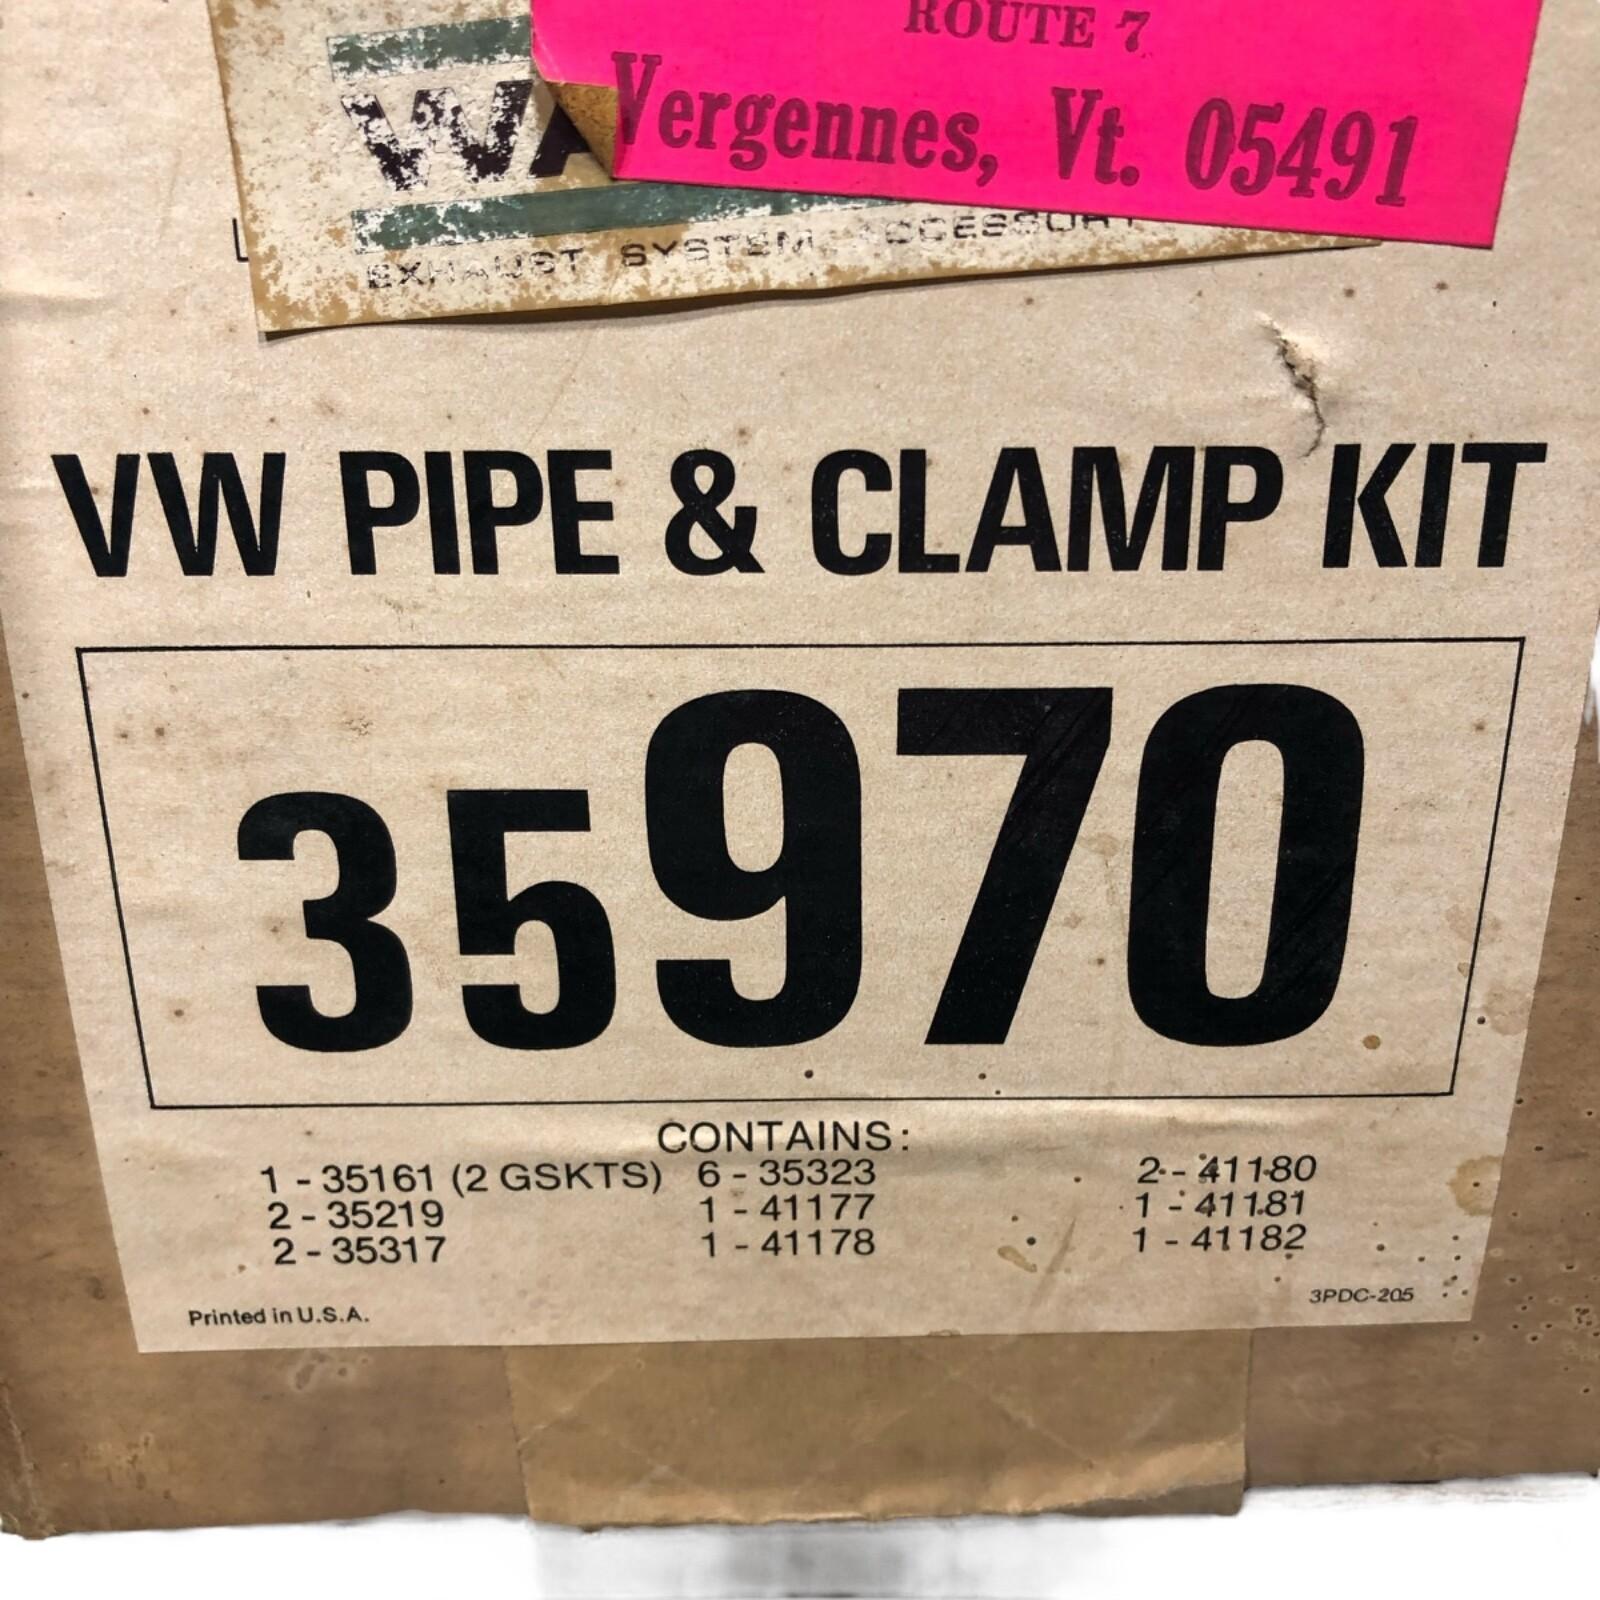 ROUTE 7
Vergennes, Vt. 05491
EXHAUST SYSTEM
VW PIPE & CLAMP KIT
35970
CONTAINS:
1 - 35161 (2 GSKTS) 6 - 35323 2 - 41180
2 - 35219 1 - 41177 1 - 41181
2 - 35317 1 - 41178 1 - 41182
Printed in U.S.A. 3PDC-205